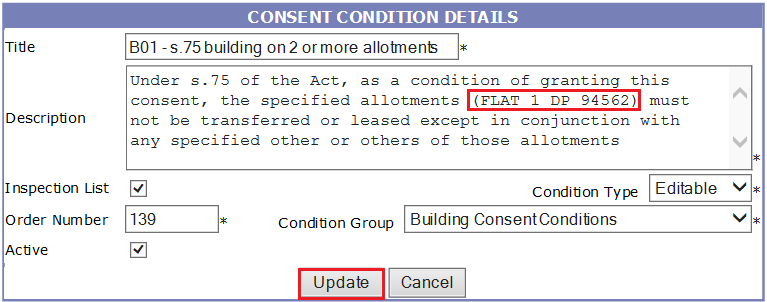 CONSENT CONDITION DETAILS
Title B01 - s.75 building on 2 or more allotments *
Description Under s.75 of the Act, as a condition of granting this
consent, the specified allotments (FLAT 1 DP 94562) must
not be transferred or leased except in conjunction with
any specified other or others of those allotments *
Inspection List Condition Type Editable *
Order Number 139 * Condition Group Building Consent Conditions *
Active
Update Cancel